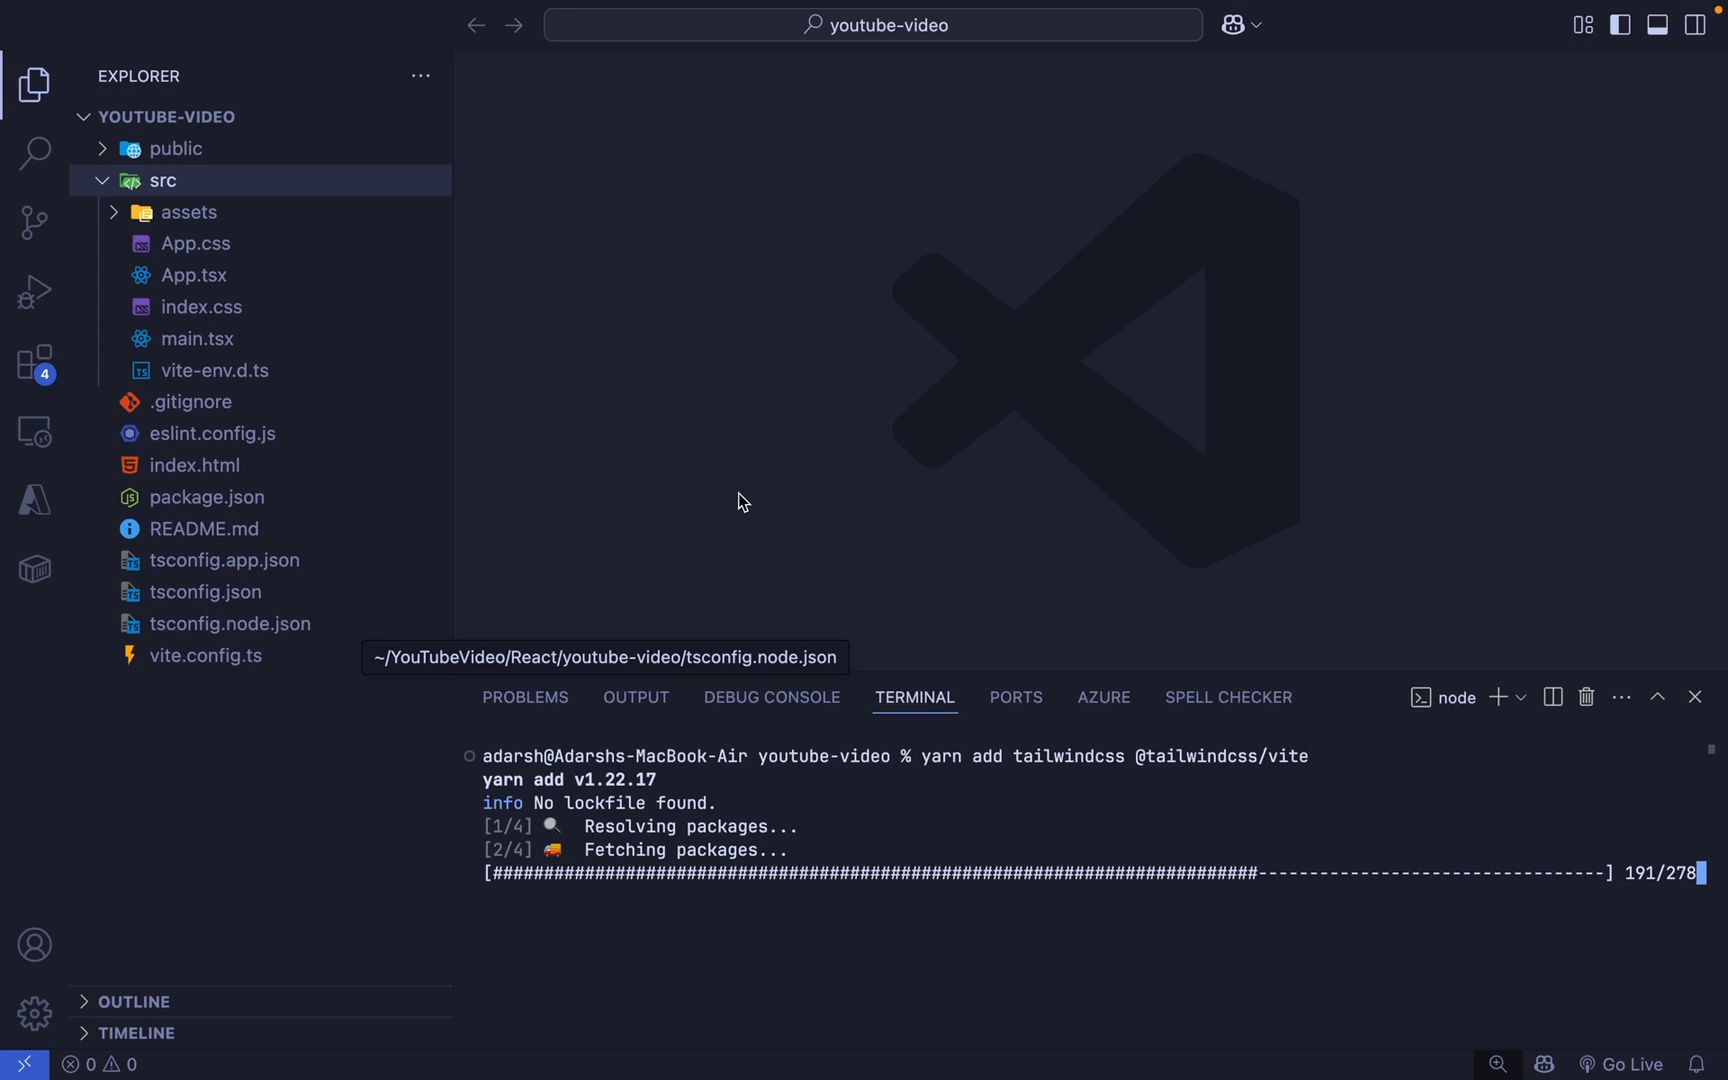 youtube-video
EXPLORER
YOUTUBE-VIDEO
public
src
assets
App.css
App.tsx
index.css
main.tsx
vite-env.d.ts
4
.gitignore
eslint.config.js
index.html
package.json
README.md
tsconfig.app.json
tsconfig.json
tsconfig.node.json
vite.config.ts
~/YouTubeVideo/React/youtube-video/tsconfig.node.json
PROBLEMS OUTPUT DEBUG CONSOLE TERMINAL PORTS AZURE SPELL CHECKER node
adarsh@Adarshs-MacBook-Air youtube-video % yarn add tailwindcss @tailwindcss/vite
yarn add v1.22.17
info No lockfile found.
[1/4] 🔍 Resolving packages...
[2/4] 🚚 Fetching packages...
[###########################################################################----------------------------------] 191/278
OUTLINE
TIMELINE
0 0 Go Live